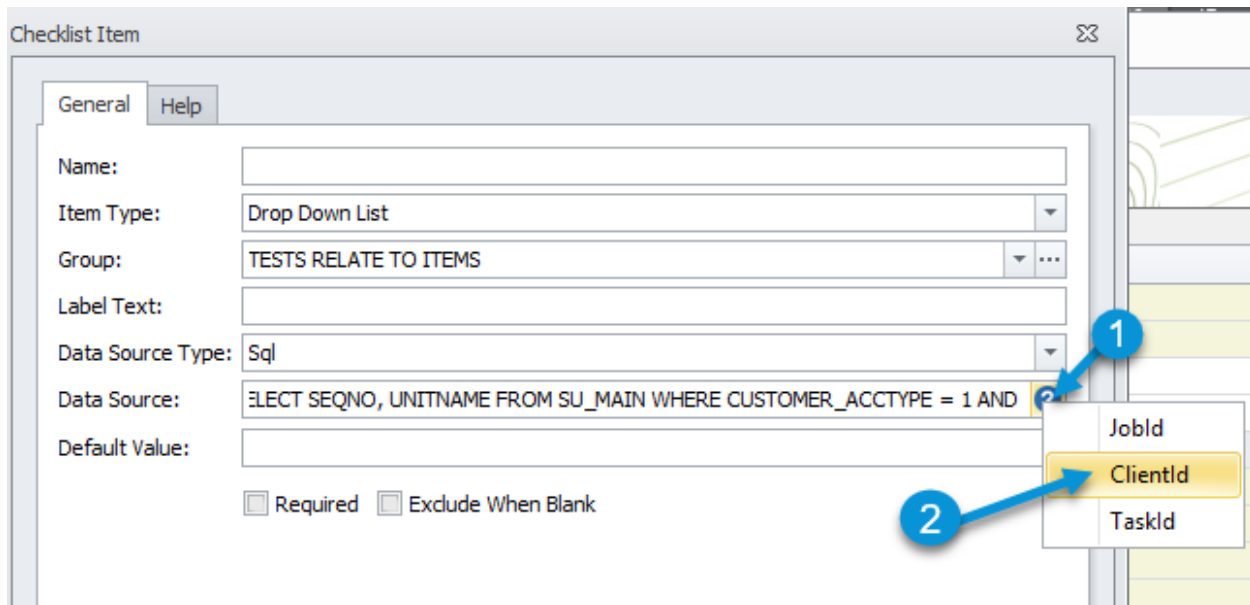 Checklist Item
General Help
Name:
Item Type: Drop Down List
Group: TESTS RELATE TO ITEMS
Label Text:
Data Source Type: Sql
Data Source: ELECT SEQNO, UNITNAME FROM SU_MAIN WHERE CUSTOMER_ACCTYPE = 1 AND
Default Value:
Required Exclude When Blank
1
JobId
ClientId
2
TaskId